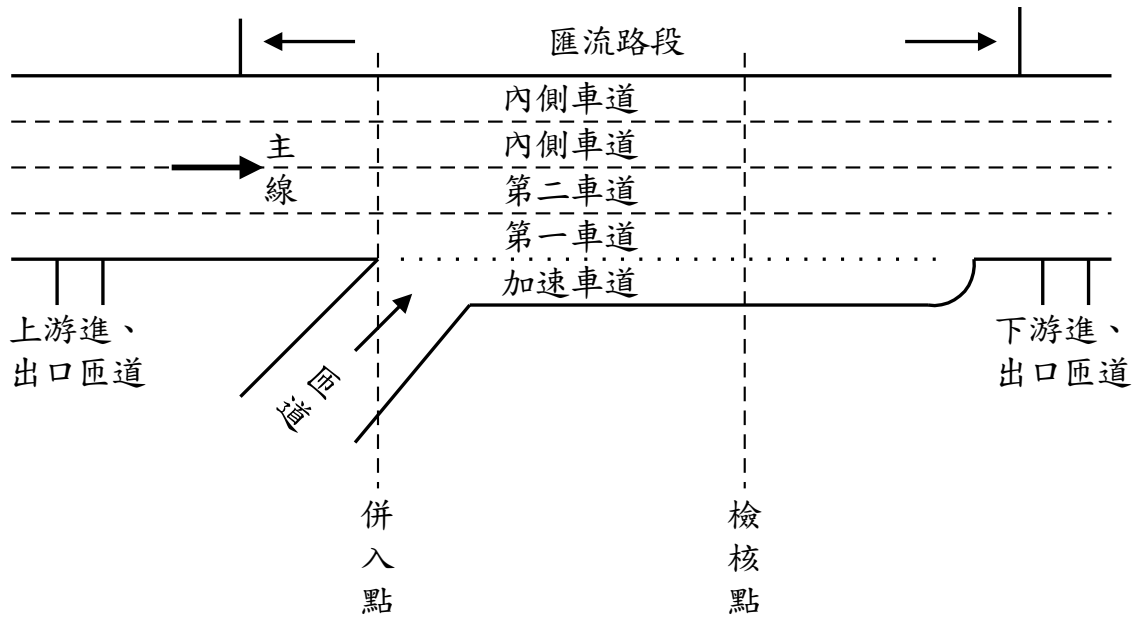 匯流路段
內側車道
內側車道
主線
第二車道
第一車道
加速車道
上游進、
出口匝道
匝道
下游進、
出口匝道
併入點
檢核點